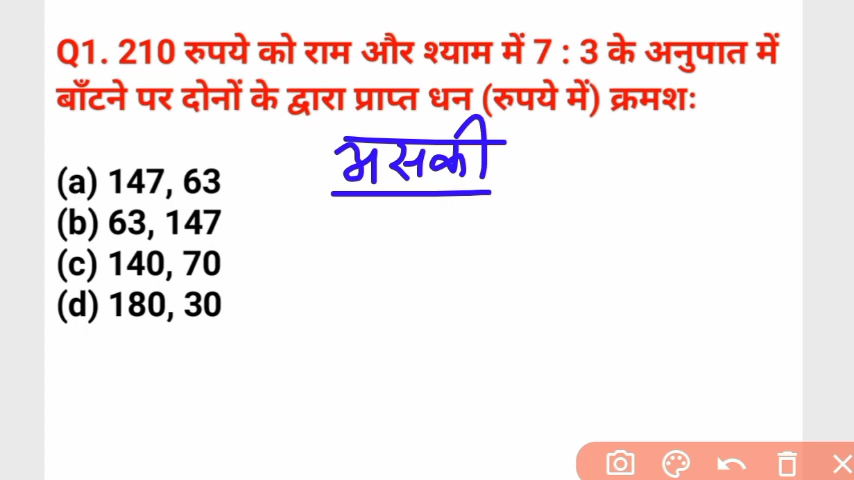 Q1. 210 रुपये को राम और श्याम में 7 : 3 के अनुपात में
बाँटने पर दोनों के द्वारा प्राप्त धन (रुपये में) क्रमशः
(a) 147, 63
(b) 63, 147
(c) 140, 70
(d) 180, 30